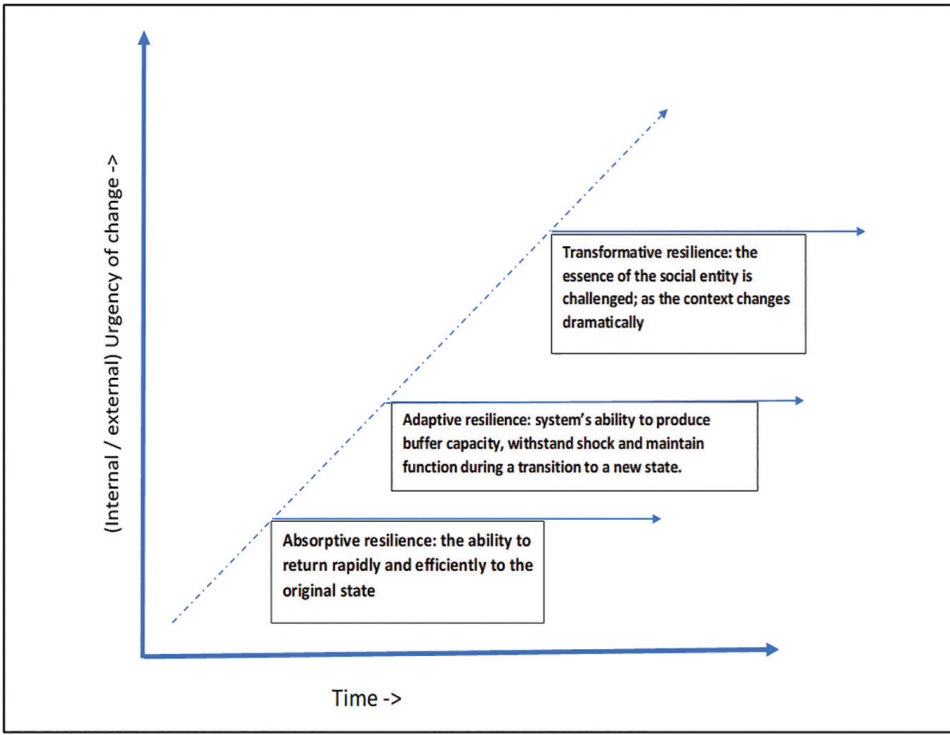 (Internal / external) Urgency of change ->
Transformative resilience: the
essence of the social entity is
challenged; as the context changes
dramatically
Adaptive resilience: system’s ability to produce
buffer capacity, withstand shock and maintain
function during a transition to a new state.
Absorptive resilience: the ability to
return rapidly and efficiently to the
original state
Time ->